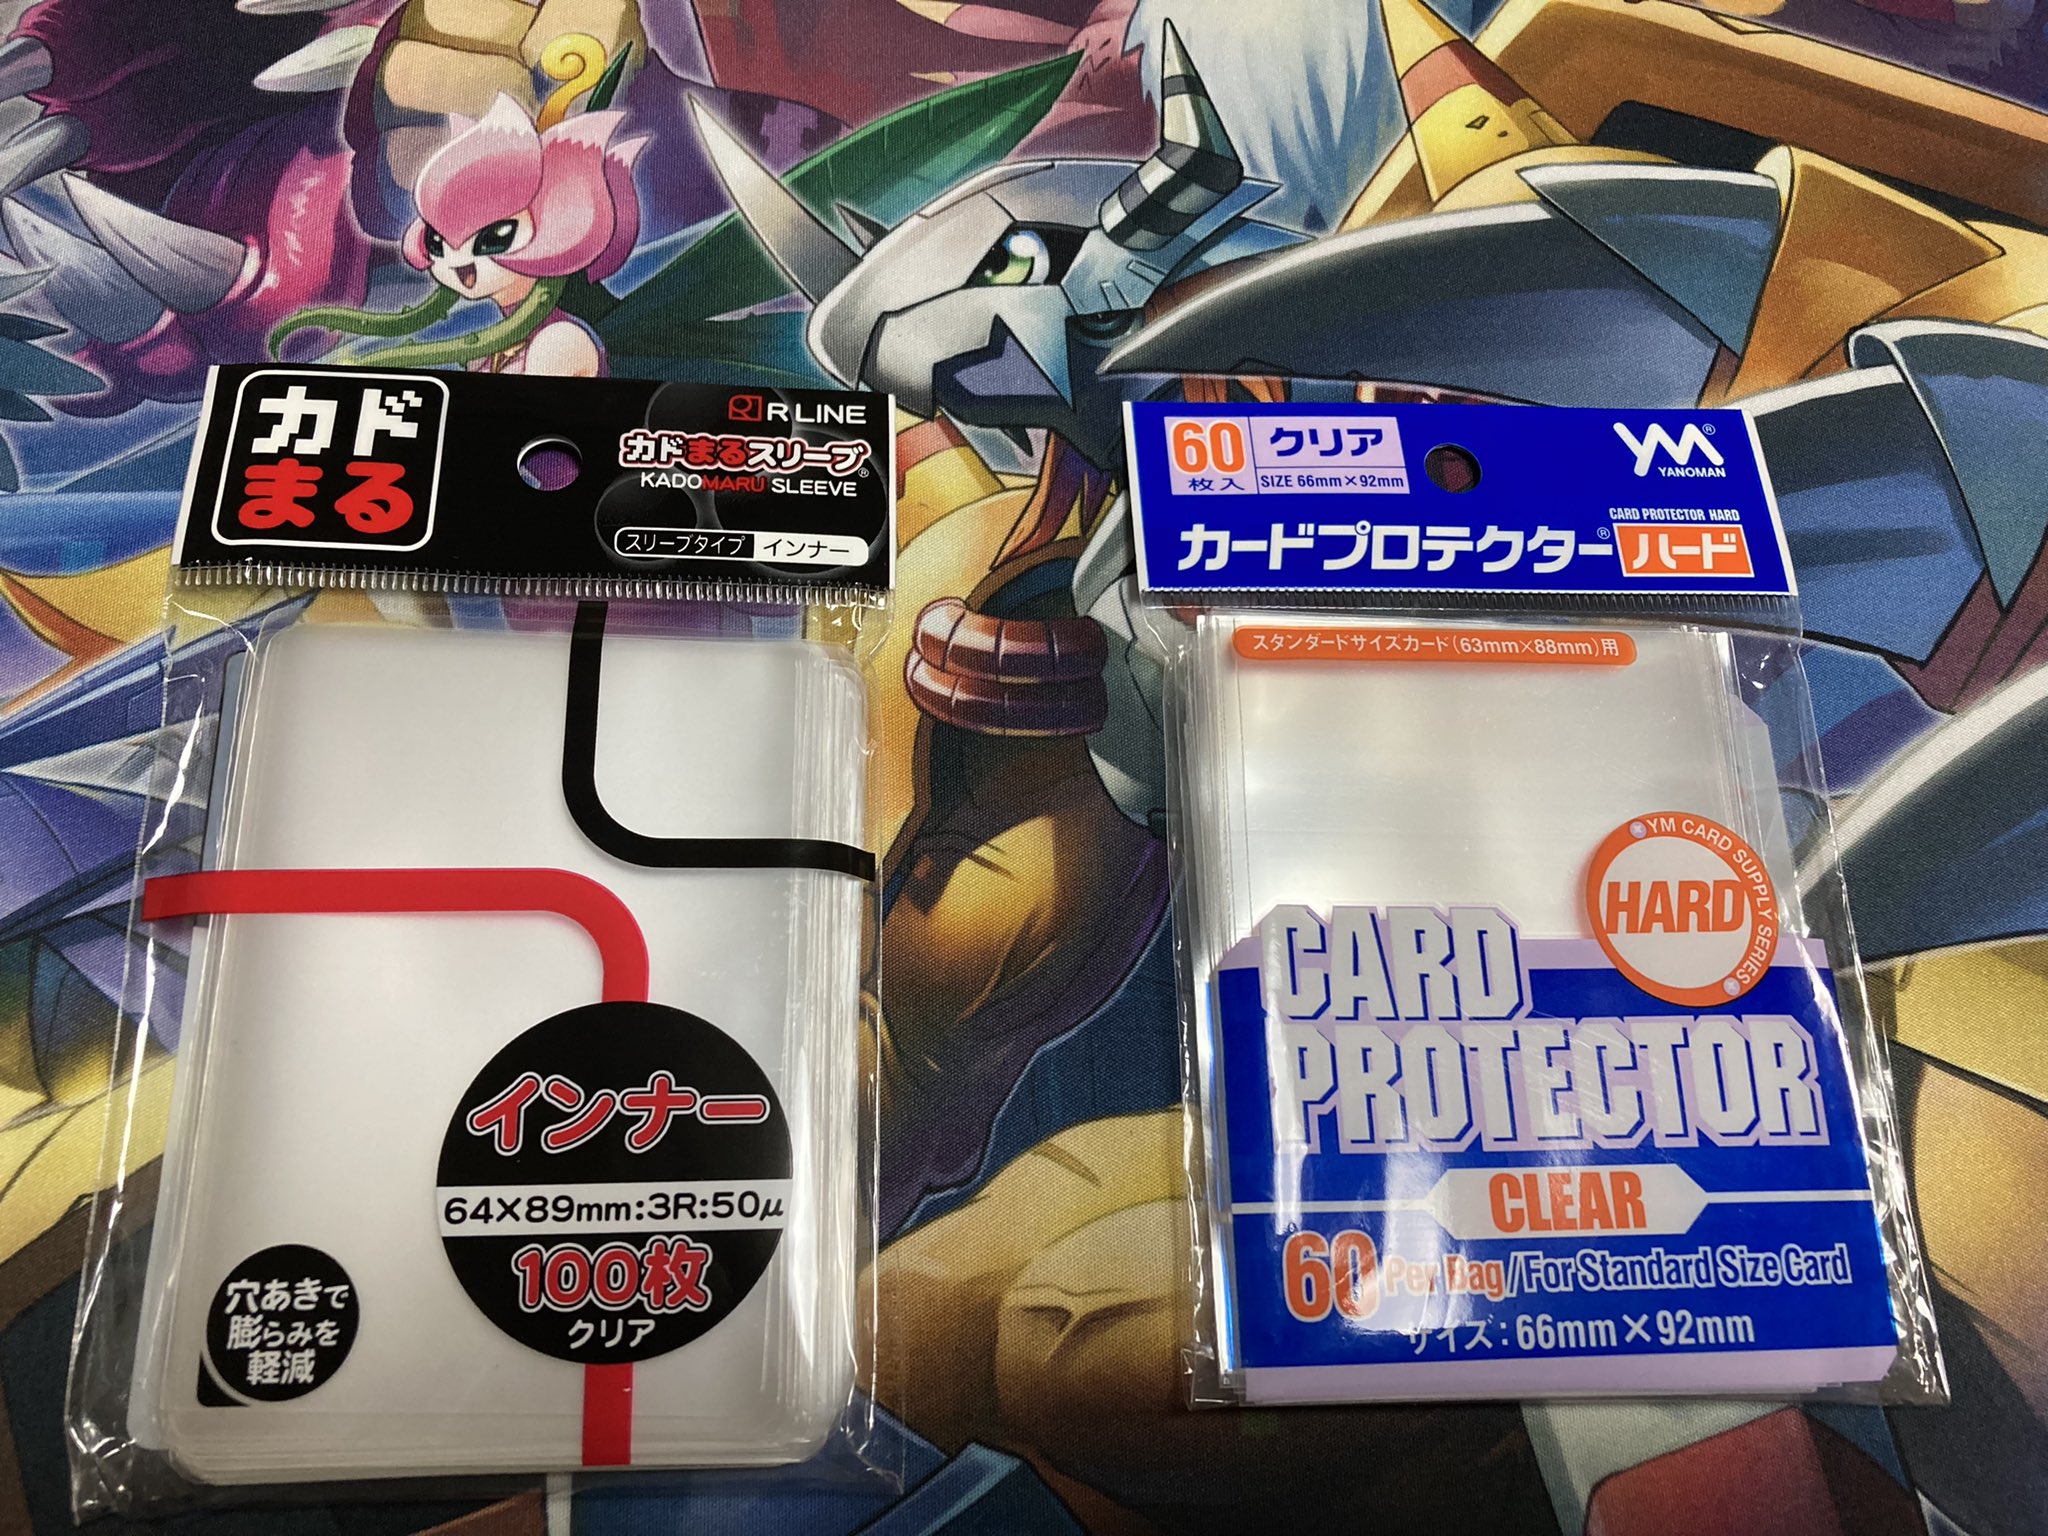 カド
まる
R LINE
カドまるスリーブ®
KADOMARU SLEEVE
スリーブタイプ インナー
インナー
64×89mm:3R:50μ
100枚
クリア
穴あきで
膨らみを
軽減
60 クリア
枚入 SIZE 66mm×92mm
YM®
YANOMAN
CARD PROTECTOR HARD
カードプロテクター® ハード
スタンダードサイズカード(63mm×88mm)用
YM CARD SUPPLY SERIES
HARD
CARD
PROTECTOR
CLEAR
60 Per Bag/For Standard Size Card
サイズ:66mm×92mm